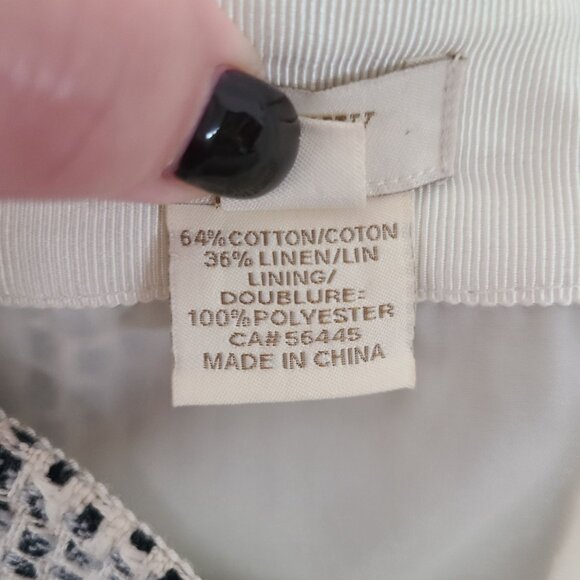 64% COTTON/COTON
36% LINEN/LIN
LINING/
DOUBLURE:
100% POLYESTER
CA# 56445
MADE IN CHINA